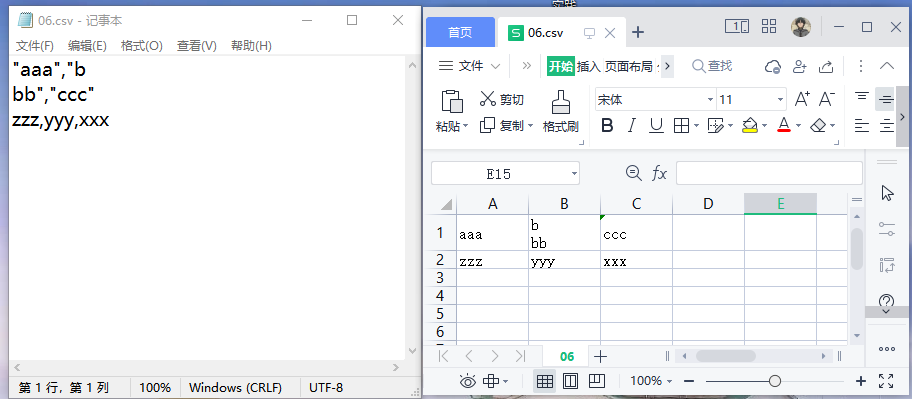 实践
06.csv - 记事本
文件(F) 编辑(E) 格式(O) 查看(V) 帮助(H)
"aaa","b
bb","ccc"
zzz,yyy,xxx
第 1 行，第 1 列 100% Windows (CRLF) UTF-8
首页 S 06.csv 1
文件 开始 插入 页面布局 查找
粘贴 剪切 复制 格式刷 宋体 11 A+ A-
B I U A
E15 fx
A B C D E
1 aaa b
bb ccc
2 zzz yyy xxx
3
4
5
6
06
100%